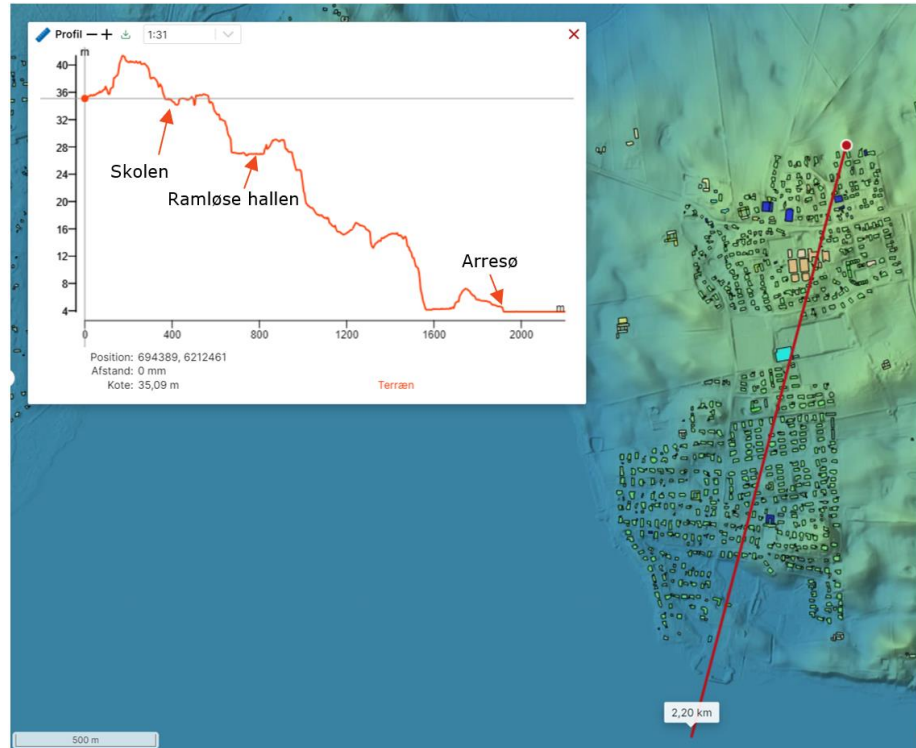 Profil
1:31
m
40
36
32
28
24
20
16
12
8
4
Skolen
Ramløse hallen
Arresø
m
0
400
800
1200
1600
2000
Position: 694389, 6212461
Afstand: 0 mm
Kote: 35,09 m
Terræn
2,20 km
500 m